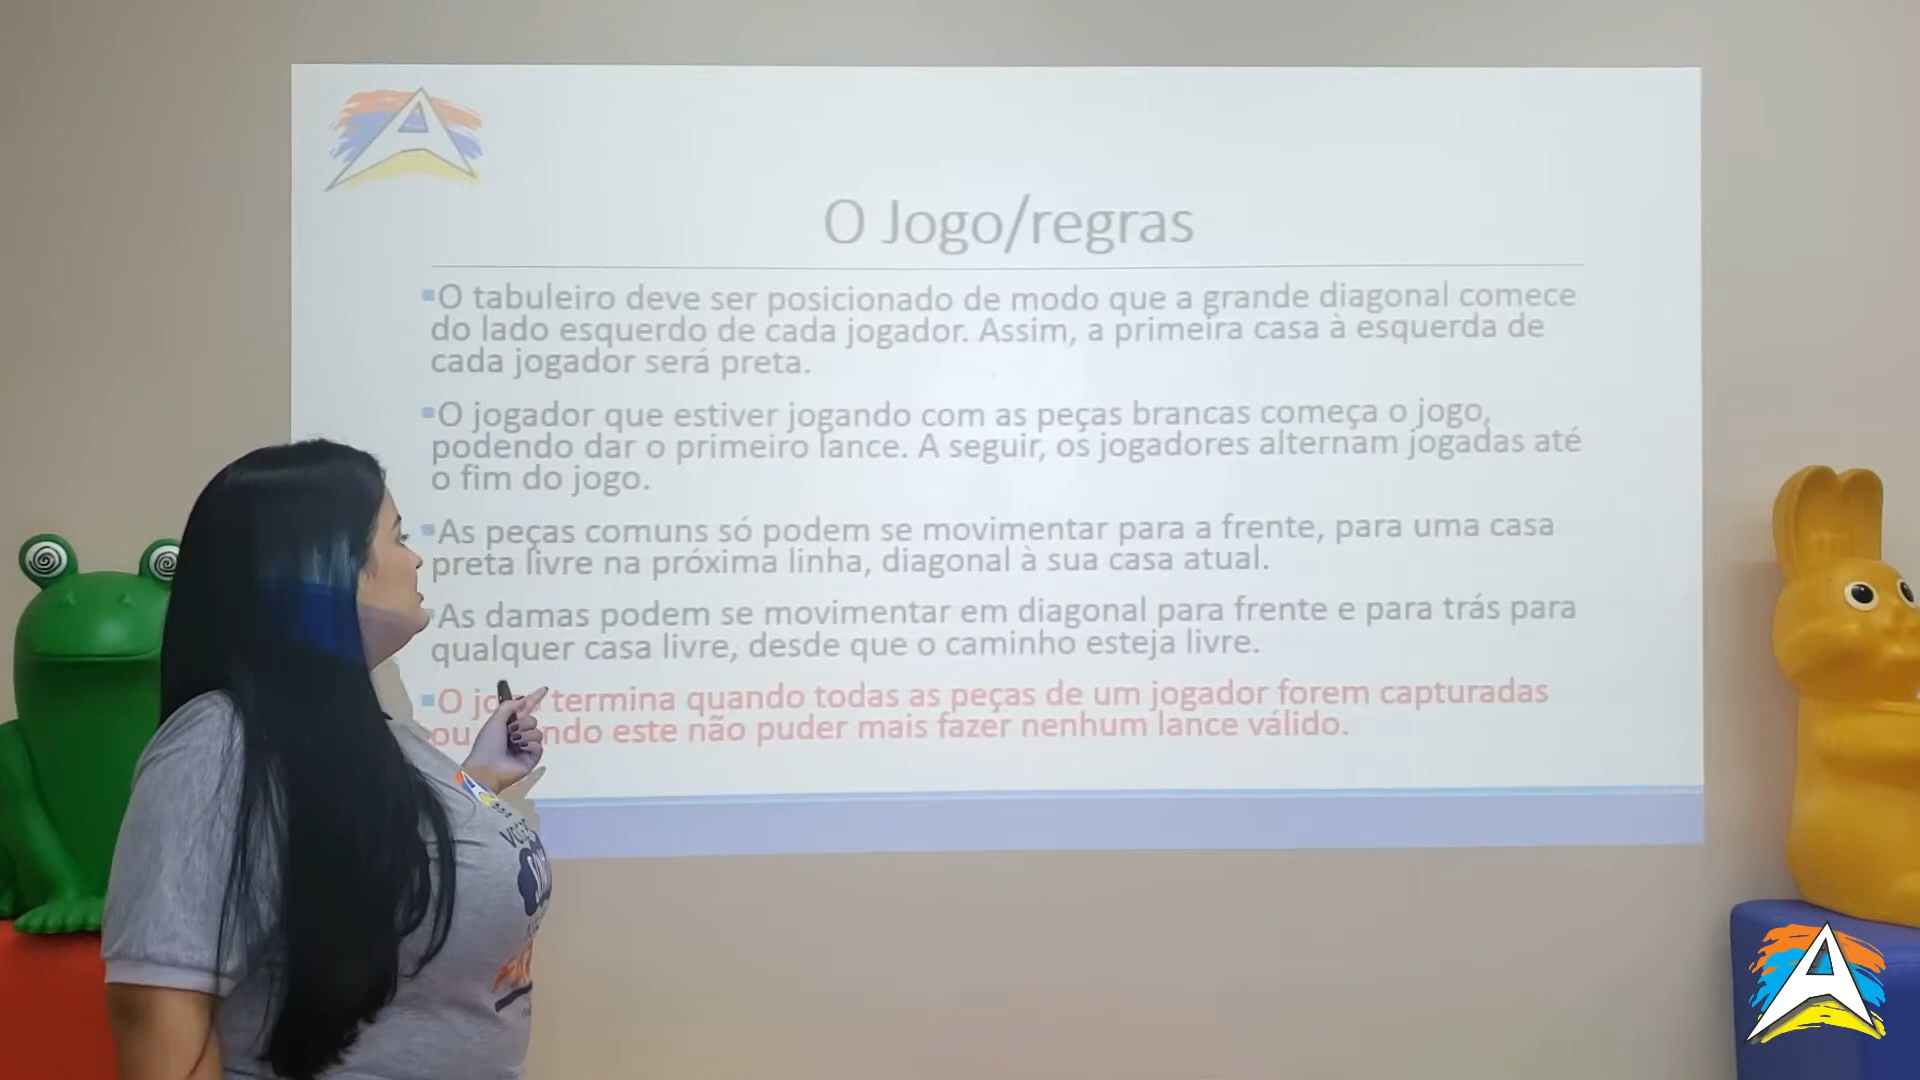 O Jogo/regras
▪O tabuleiro deve ser posicionado de modo que a grande diagonal comece
do lado esquerdo de cada jogador. Assim, a primeira casa à esquerda de
cada jogador será preta.
▪O jogador que estiver jogando com as peças brancas começa o jogo,
podendo dar o primeiro lance. A seguir, os jogadores alternam jogadas até
o fim do jogo.
▪As peças comuns só podem se movimentar para a frente, para uma casa
preta livre na próxima linha, diagonal à sua casa atual.
▪As damas podem se movimentar em diagonal para frente e para trás para
qualquer casa livre, desde que o caminho esteja livre.
▪O termina quando todas as peças de um jogador forem capturadas
ou este não puder mais fazer nenhum lance válido.